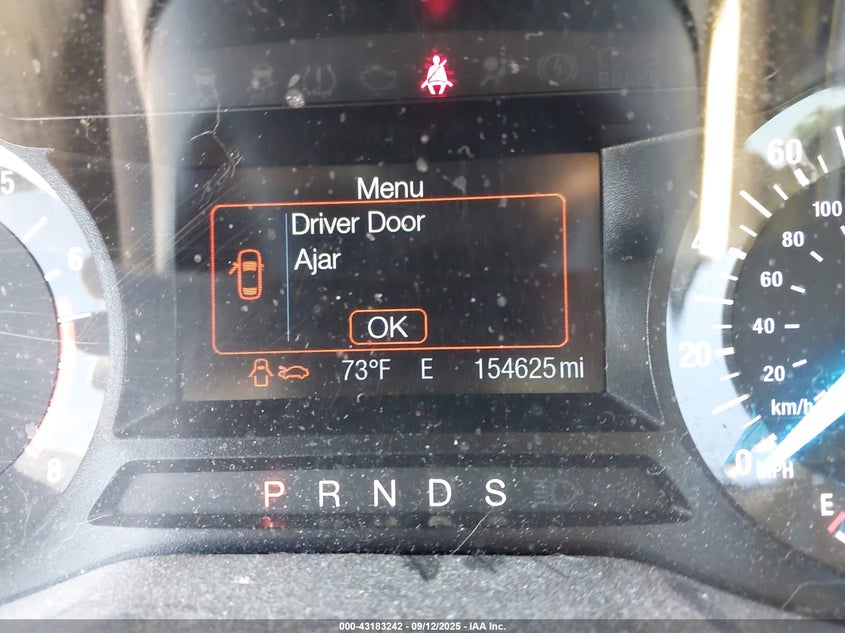 BRAKE
Menu
Driver Door
Ajar
OK
73°F E 154625 mi
P R N D S
5
6
7
8
60
100
80
60
40
20
20
km/h
0 MPH
E
000-43183242 - 09/12/2025 - IAA Inc.